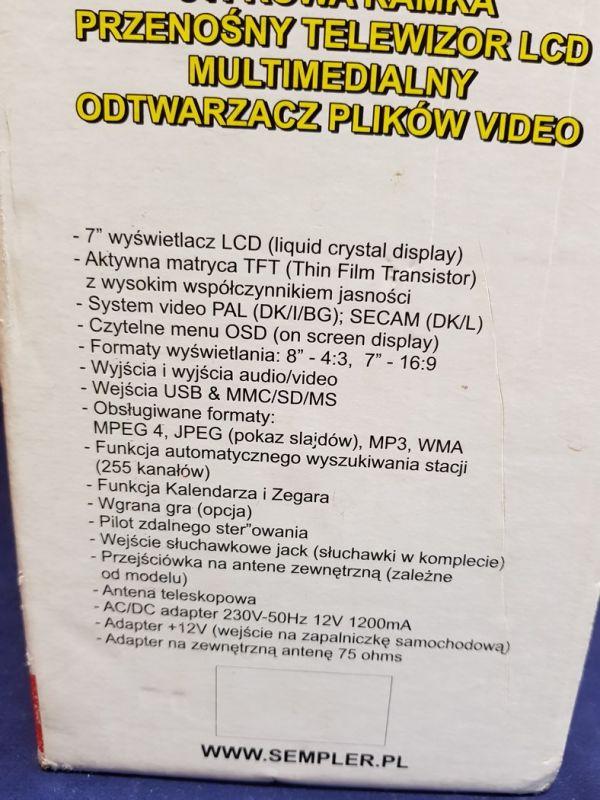 RAMKA
PRZENOŚNY TELEWIZOR LCD
MULTIMEDIALNY
ODTWARZACZ PLIKÓW VIDEO
- 7” wyświetlacz LCD (liquid crystal display)
- Aktywna matryca TFT (Thin Film Transistor)
z wysokim współczynnikiem jasności
- System video PAL (DK/I/BG); SECAM (DK/L)
- Czytelne menu OSD (on screen display)
- Formaty wyświetlania: 8” - 4:3, 7” - 16:9
- Wyjścia i wyjścia audio/video
- Wejścia USB & MMC/SD/MS
- Obsługiwane formaty:
MPEG 4, JPEG (pokaz slajdów), MP3, WMA
- Funkcja automatycznego wyszukiwania stacji
(255 kanałów)
- Funkcja Kalendarza i Zegara
- Wgrana gra (opcja)
- Pilot zdalnego ster”owania
- Wejście słuchawkowe jack (słuchawki w komplecie)
- Przejściówka na antene zewnętrzną (zależne
od modelu)
- Antena teleskopowa
- AC/DC adapter 230V-50Hz 12V 1200mA
- Adapter +12V (wejście na zapalniczkę samochodową)
- Adapter na zewnętrzną antenę 75 ohms
WWW.SEMPLER.PL